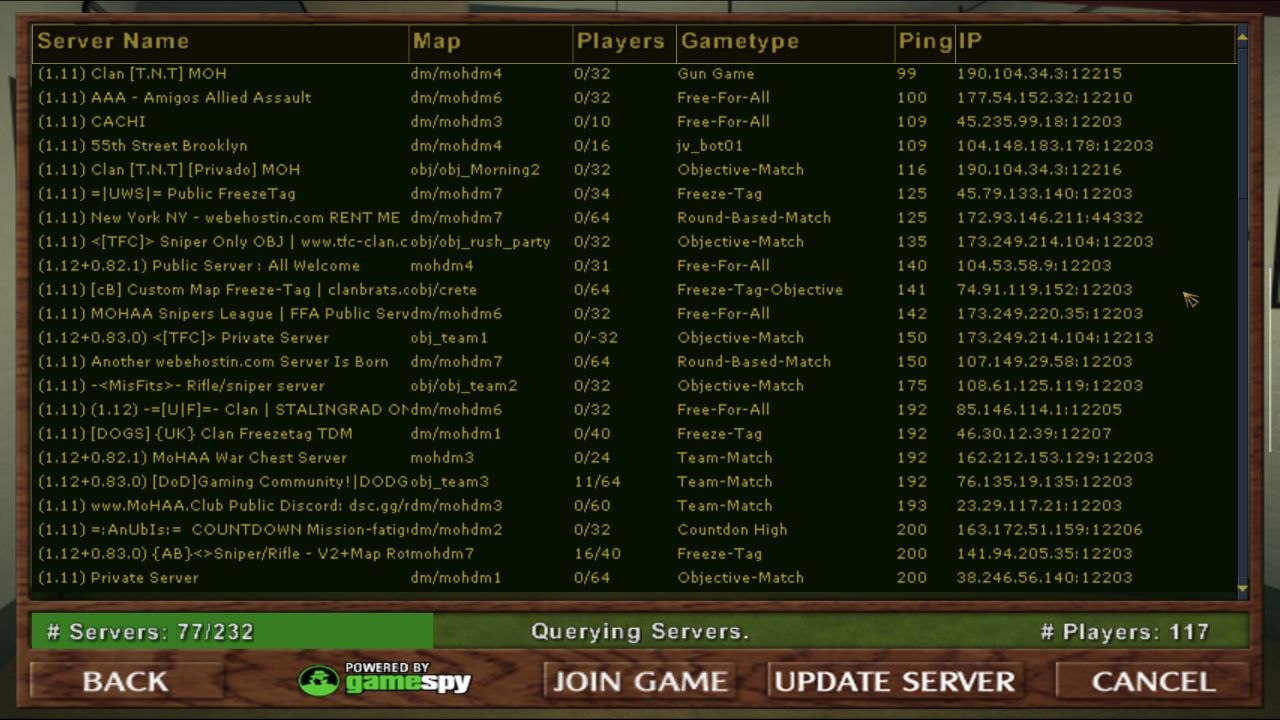 Server Name Map Players Gametype Ping IP
(1.11) Clan [T.N.T] MOH dm/mohdm4 0/32 Gun Game 99 190.104.34.3:12215
(1.11) AAA - Amigos Allied Assault dm/mohdm6 0/32 Free-For-All 100 177.54.152.32:12210
(1.11) CACHI dm/mohdm3 0/10 Free-For-All 109 45.235.99.18:12203
(1.11) 55th Street Brooklyn dm/mohdm4 0/16 jv_bot01 109 104.148.183.178:12203
(1.11) Clan [T.N.T] [Privado] MOH obj/obj_Morning2 0/32 Objective-Match 116 190.104.34.3:12216
(1.11) =|UWS|= Public FreezeTag dm/mohdm7 0/34 Freeze-Tag 125 45.79.133.140:12203
(1.11) New York NY - webehostin.com RENT ME dm/mohdm7 0/64 Round-Based-Match 125 172.93.146.211:44332
(1.11) <[TFC]> Sniper Only OBJ | www.tfc-clan.c obj/obj_rush_party 0/32 Objective-Match 135 173.249.214.104:12203
(1.12+0.82.1) Public Server : All Welcome mohdm4 0/31 Free-For-All 140 104.53.58.9:12203
(1.11) [cB] Custom Map Freeze-Tag | clanbrats.c obj/crete 0/64 Freeze-Tag-Objective 141 74.91.119.152:12203
(1.11) MOHAA Snipers League | FFA Public Serv dm/mohdm6 0/32 Free-For-All 142 173.249.220.35:12203
(1.12+0.83.0) <[TFC]> Private Server obj_team1 0/-32 Objective-Match 150 173.249.214.104:12213
(1.11) Another webehostin.com Server Is Born dm/mohdm7 0/64 Round-Based-Match 150 107.149.29.58:12203
(1.11) -<MisFits>- Rifle/sniper server obj/obj_team2 0/32 Objective-Match 175 108.61.125.119:12203
(1.11) (1.12) -=[U|F]=- Clan | STALINGRAD ON dm/mohdm6 0/32 Free-For-All 192 85.146.114.1:12205
(1.11) [DOGS] {UK} Clan Freezetag TDM dm/mohdm1 0/40 Freeze-Tag 192 46.30.12.39:12207
(1.12+0.82.1) MoHAA War Chest Server mohdm3 0/24 Team-Match 192 162.212.153.129:12203
(1.12+0.83.0) [DoD]Gaming Community!|DODG obj_team3 11/64 Team-Match 192 76.135.19.135:12203
(1.11) www.MoHAA.Club Public Discord: dsc.gg/r dm/mohdm3 0/60 Team-Match 193 23.29.117.21:12203
(1.11) =:AnUbIs:= COUNTDOWN Mission-fatig dm/mohdm2 0/32 Countdon High 200 163.172.51.159:12206
(1.12+0.83.0) {AB}<>Sniper/Rifle - V2+Map Rot mohdm7 16/40 Freeze-Tag 200 141.94.205.35:12203
(1.11) Private Server dm/mohdm1 0/64 Objective-Match 200 38.246.56.140:12203
# Servers: 77/232 Querying Servers. # Players: 117
BACK POWERED BY gamespy JOIN GAME UPDATE SERVER CANCEL